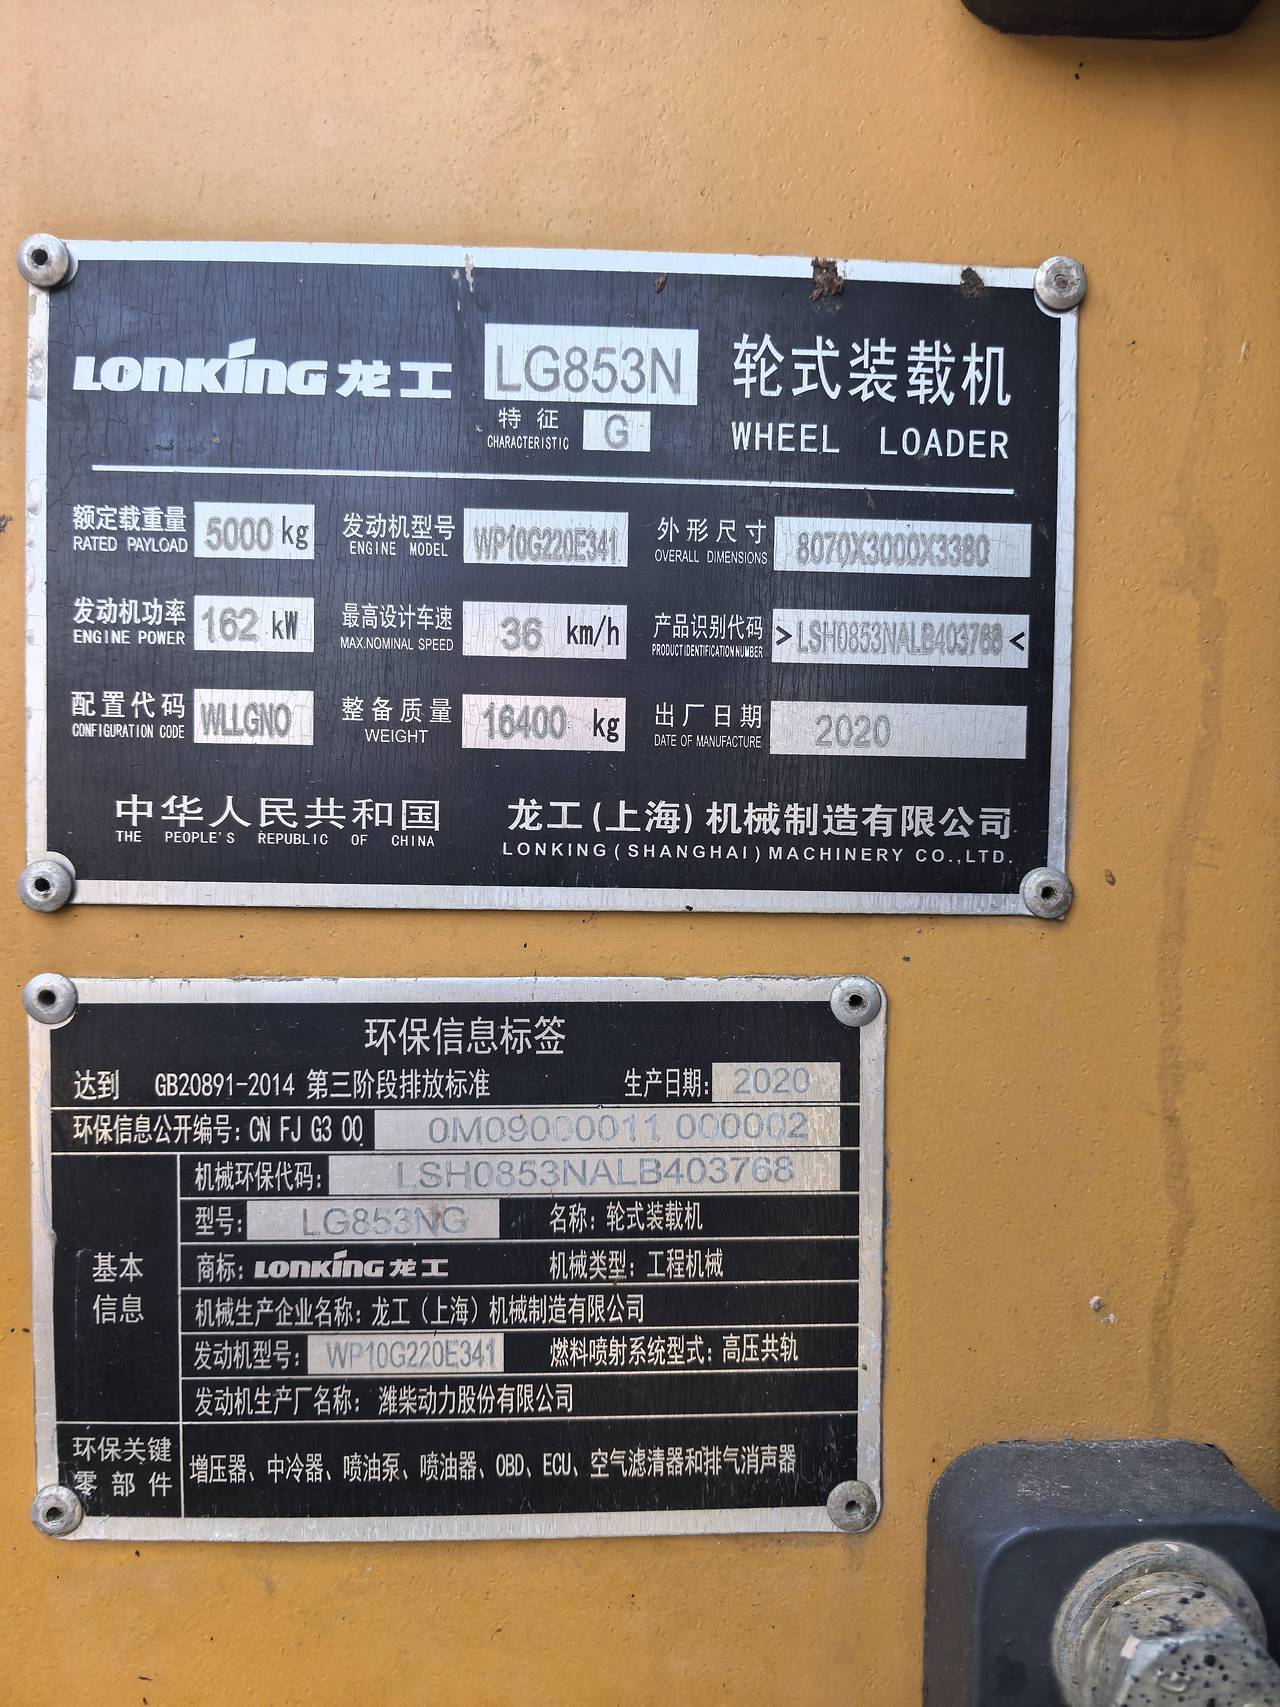 LONKING 龙工 LG853N 轮式装载机
特征 CHARACTERISTIC G WHEEL LOADER
额定载重量 RATED PAYLOAD 5000 kg 发动机型号 ENGINE MODEL WP10G220E341 外形尺寸 OVERALL DIMENSIONS 8070X3000X3380
发动机功率 ENGINE POWER 162 kW 最高设计车速 MAX.NOMINAL SPEED 36 km/h 产品识别代码 PRODUCT IDENTIFICATION NUMBER >LSH0853NALB403768<
配置代码 CONFIGURATION CODE WLLGNO 整备质量 WEIGHT 16400 kg 出厂日期 DATE OF MANUFACTURE 2020
中华人民共和国 龙工(上海)机械制造有限公司
THE PEOPLE'S REPUBLIC OF CHINA LONKING(SHANGHAI)MACHINERY CO.,LTD.
环保信息标签
达到 GB20891-2014 第三阶段排放标准 生产日期: 2020
环保信息公开编号: CN FJ G3 00 0M09000011 000002
基本信息
机械环保代码: LSH0853NALB403768
型号: LG853NG 名称: 轮式装载机
商标: LONKING 龙工 机械类型: 工程机械
机械生产企业名称: 龙工(上海)机械制造有限公司
发动机型号: WP10G220E341 燃料喷射系统型式: 高压共轨
发动机生产厂名称: 潍柴动力股份有限公司
环保关键零部件 增压器、中冷器、喷油泵、喷油器、OBD、ECU、空气滤清器和排气消声器